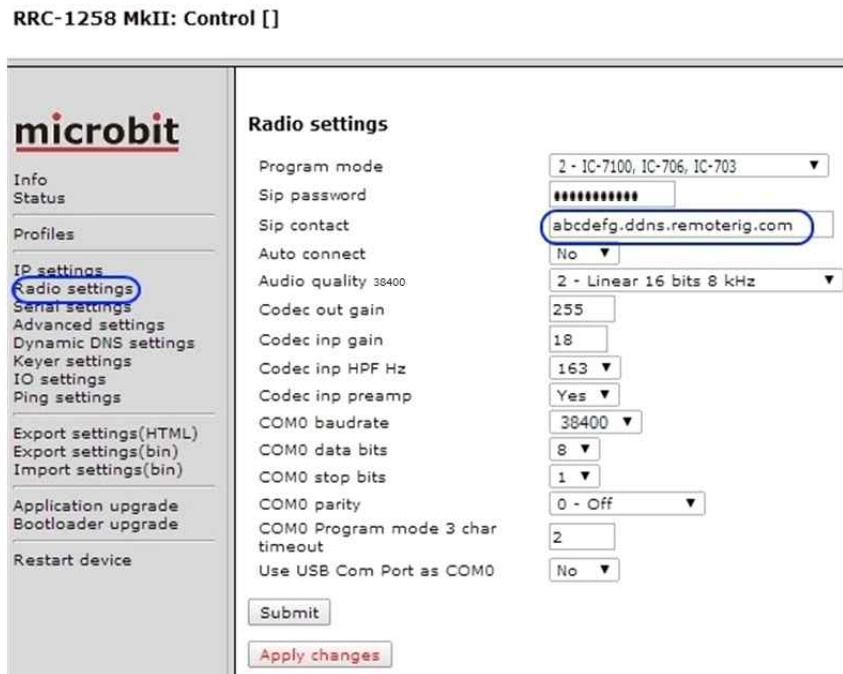 RRC-1258 MkII: Control []
microbit
Info
Status
Profiles
IP settings
Radio settings
Serial settings
Advanced settings
Dynamic DNS settings
Keyer settings
IO settings
Ping settings
Export settings(HTML)
Export settings(bin)
Import settings(bin)
Application upgrade
Bootloader upgrade
Restart device
Radio settings
Program mode 2 - IC-7100, IC-706, IC-703
Sip password
Sip contact abcdefg.ddns.remoterig.com
Auto connect No
Audio quality 38400 2 - Linear 16 bits 8 kHz
Codec out gain 255
Codec inp gain 18
Codec inp HPF Hz 163
Codec inp preamp Yes
COM0 baudrate 38400
COM0 data bits 8
COM0 stop bits 1
COM0 parity 0 - Off
COM0 Program mode 3 char
timeout 2
Use USB Com Port as COM0 No
Submit
Apply changes